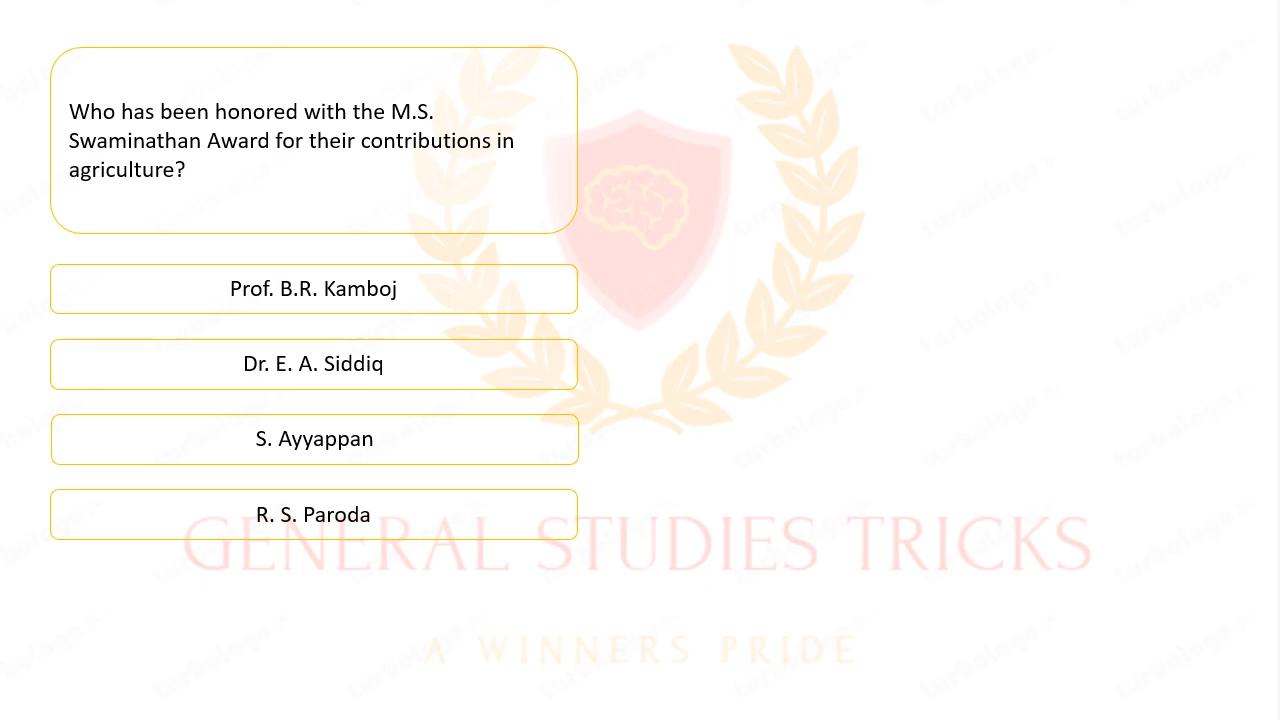 Who has been honored with the M.S.
Swaminathan Award for their contributions in
agriculture?
Prof. B.R. Kamboj
Dr. E. A. Siddiq
S. Ayyappan
R. S. Paroda
GENERAL STUDIES TRICKS
A WINNERS PRIDE